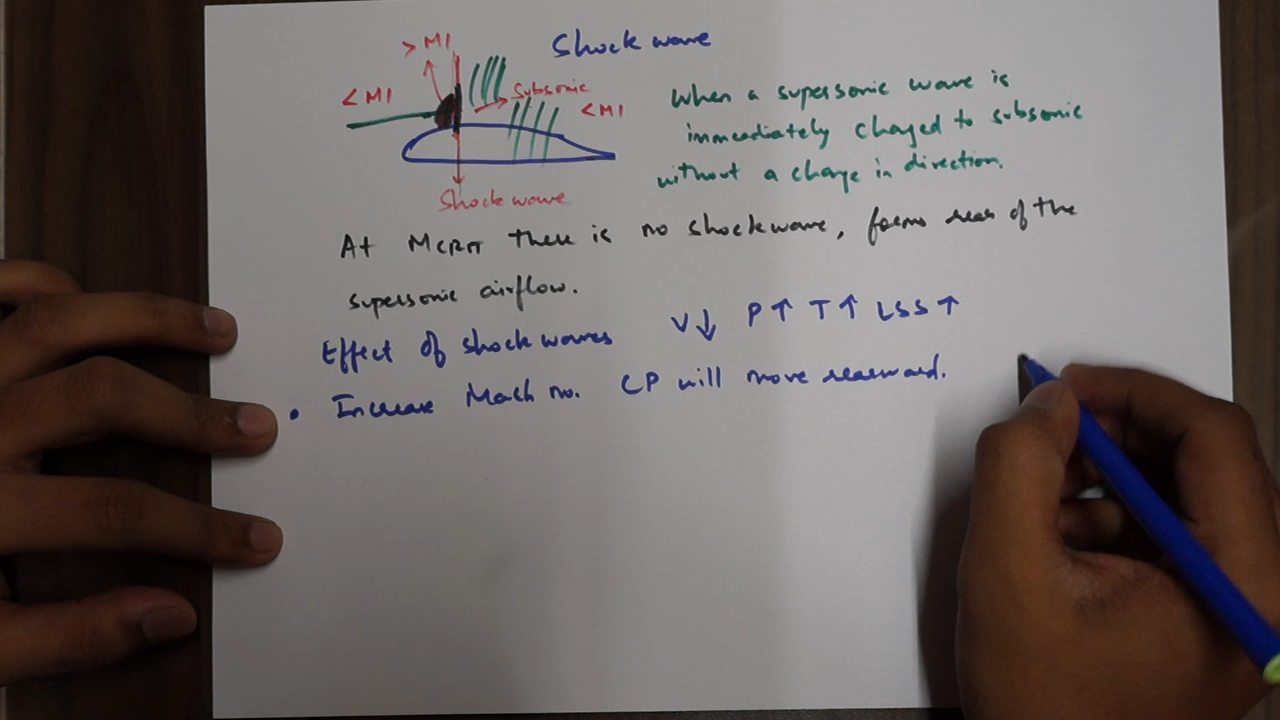 Shock wave
> M1
< M1
Subsonic
< M1
Shock wave
When a supersonic wave is
immediately changed to subsonic
without a change in direction.
At MCRIT there is no shockwave, forms rear of the
supersonic airflow.
Effect of shock waves V↓ P↑ T↑ LSS↑
• Increase Mach no. CP will move rearward.